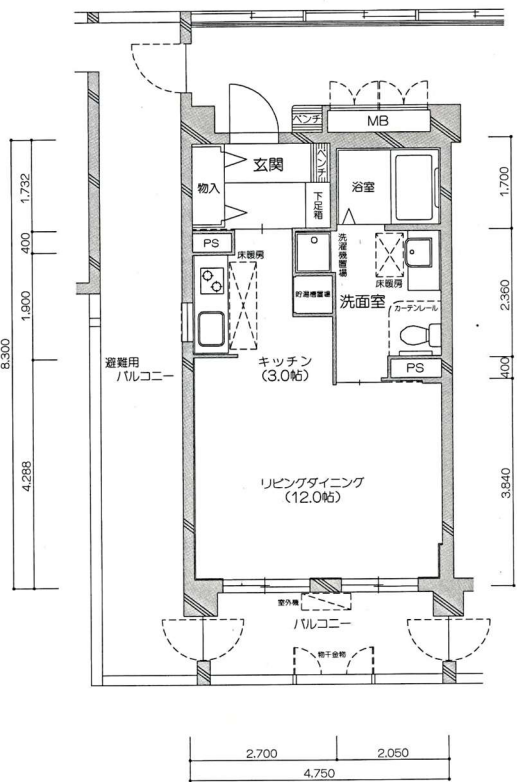 ベンチ
MB
玄関
ベンチ
浴室
物入
下足箱
PS
床暖房
洗濯機置場
床暖房
貯湯槽置場
洗面室
カーテンレール
避難用
バルコニー
キッチン
(3.0帖)
PS
リビングダイニング
(12.0帖)
室外機
バルコニー
物干金物
8.300
1.732
400
1.900
4.288
1.700
2.360
400
3.840
2.700
2.050
4.750